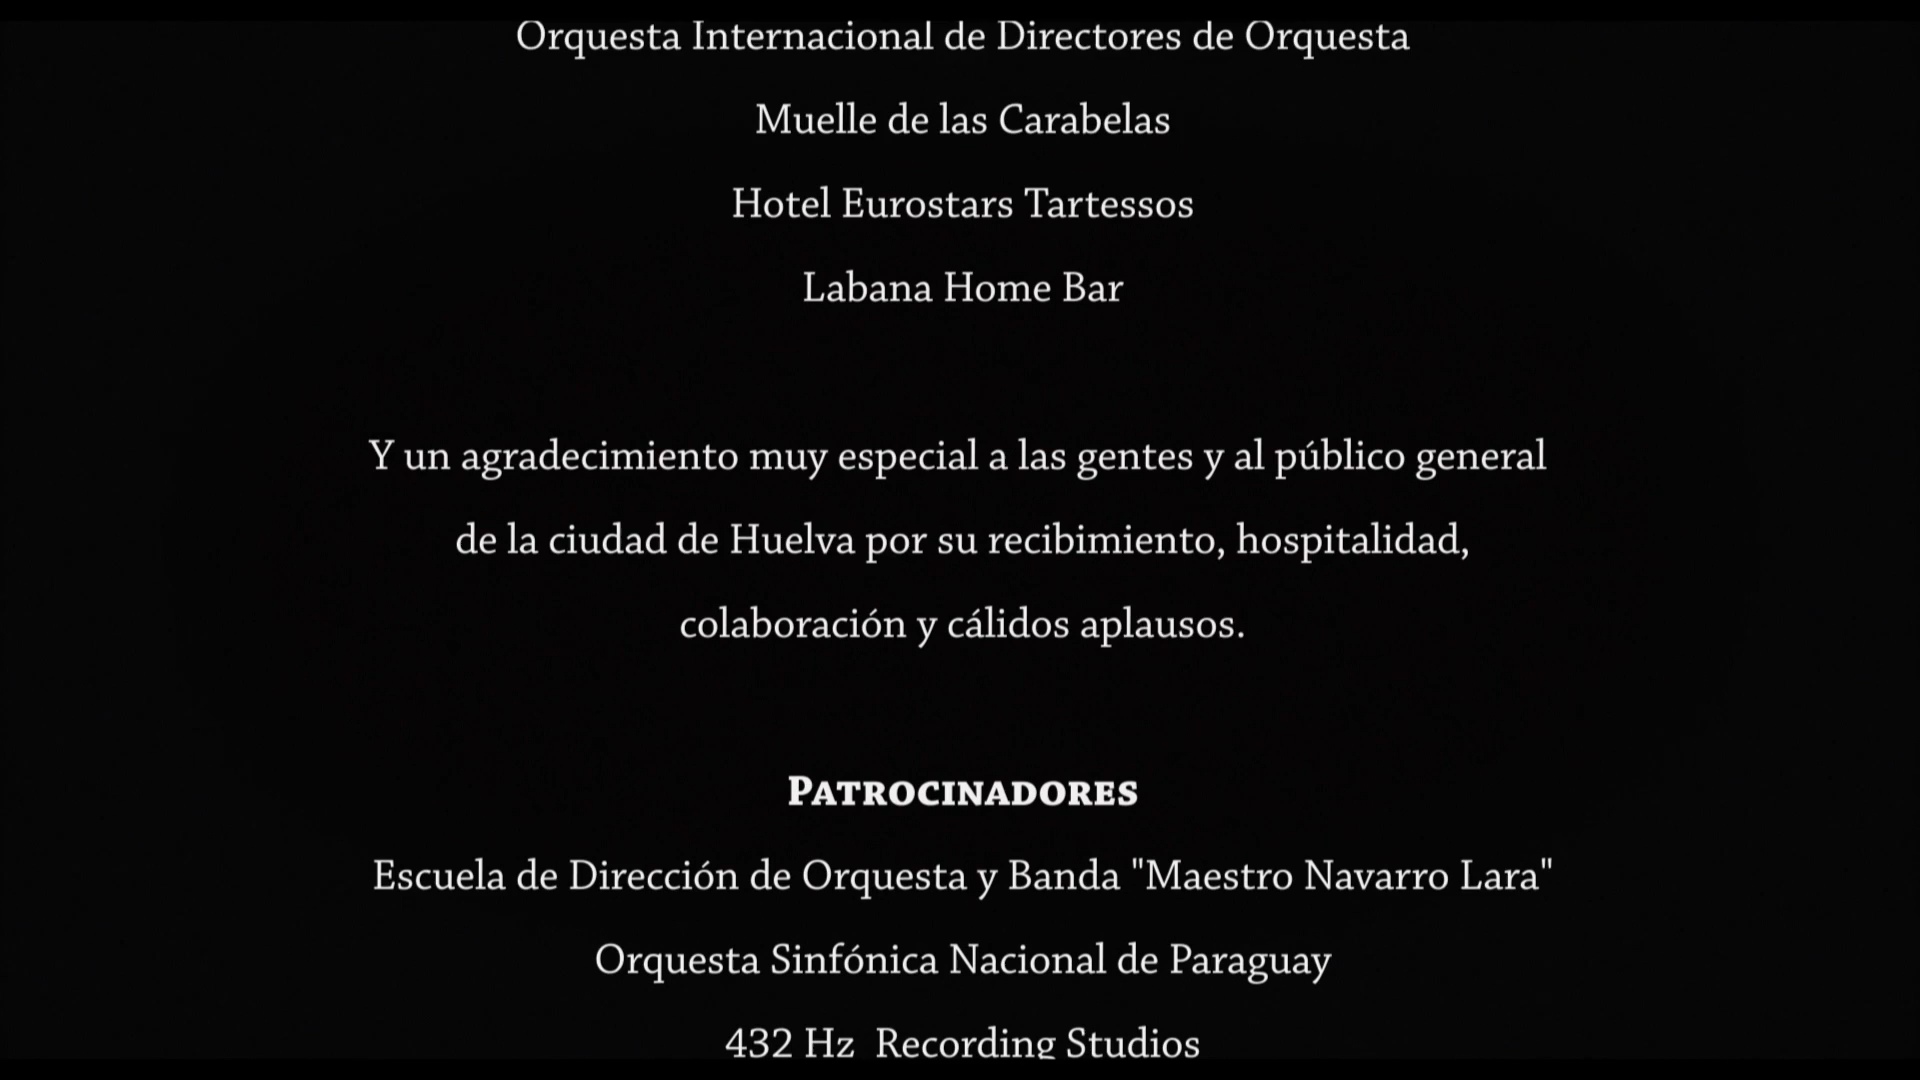 Orquesta Internacional de Directores de Orquesta
Muelle de las Carabelas
Hotel Eurostars Tartessos
Labana Home Bar
Y un agradecimiento muy especial a las gentes y al público general
de la ciudad de Huelva por su recibimiento, hospitalidad,
colaboración y cálidos aplausos.
PATROCINADORES
Escuela de Dirección de Orquesta y Banda "Maestro Navarro Lara"
Orquesta Sinfónica Nacional de Paraguay
432 Hz  Recording Studios